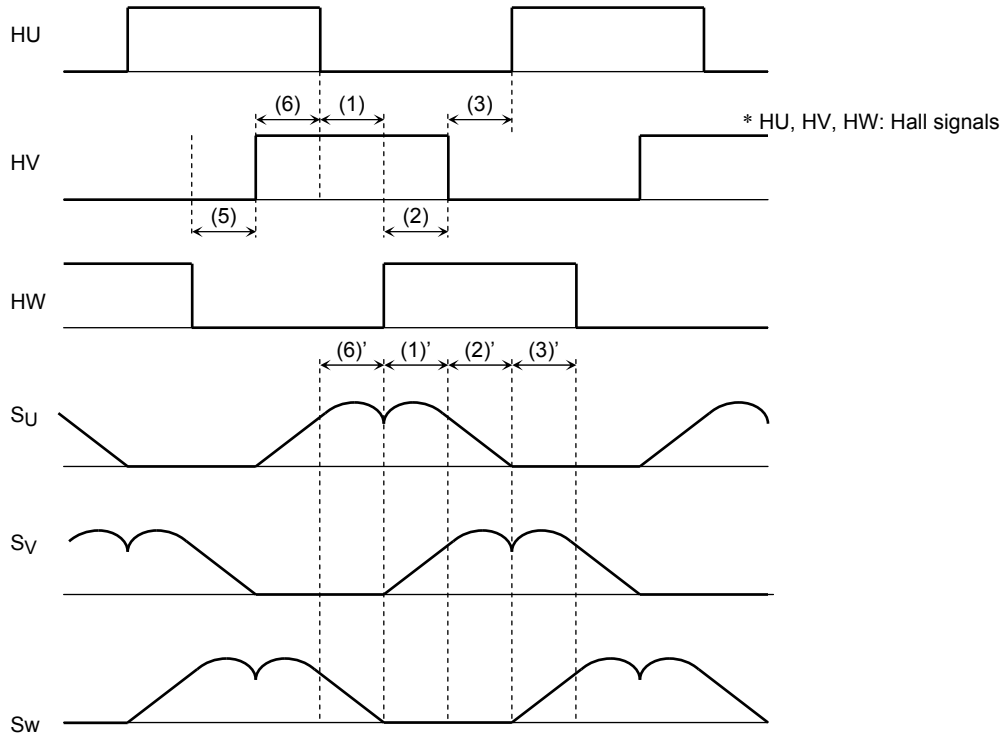 HU
(6) (1) (3)
* HU, HV, HW: Hall signals
HV
(5) (2)
HW
(6)’ (1)’ (2)’ (3)’
SU
SV
Sw